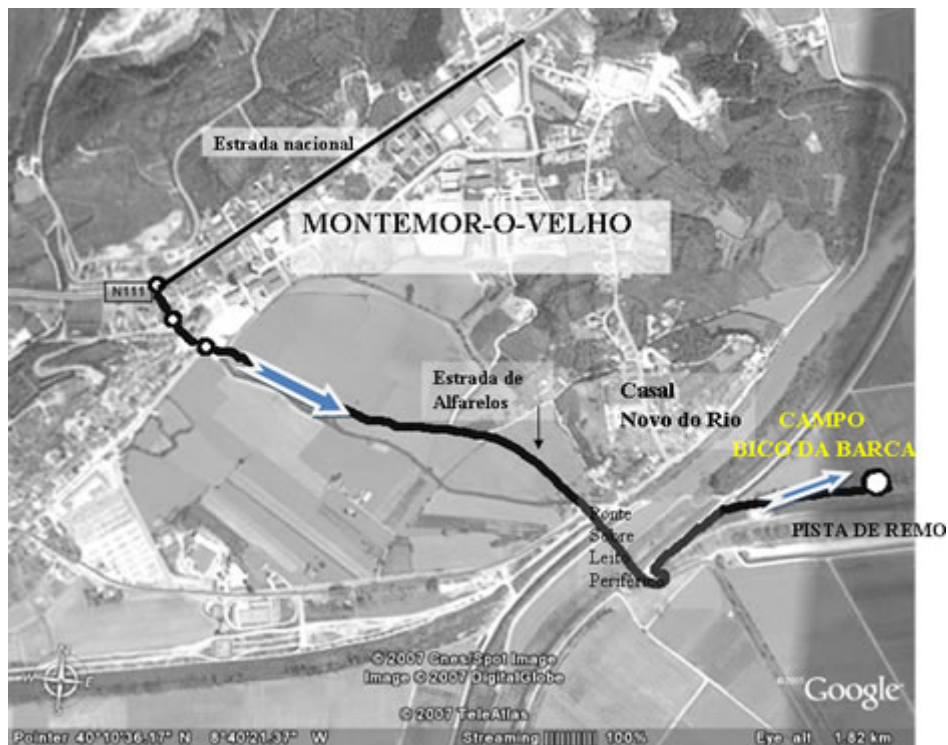 Estrada nacional
MONTEMOR-O-VELHO
N111
Estrada de
Alfarelos
Casal
Novo do Rio
CAMPO
BICO DA BARCA
Ponte
Sobre
Leito
Periférico
PISTA DE REMO
N
W
E
S
© 2007 Cnes/Spot Image
Image © 2007 DigitalGlobe
© 2007 TeleAtlas
©2007 Google™
Pointer 40°10'36.17" N 8°40'21.37" W Streaming 100% Eye alt 1.82 km